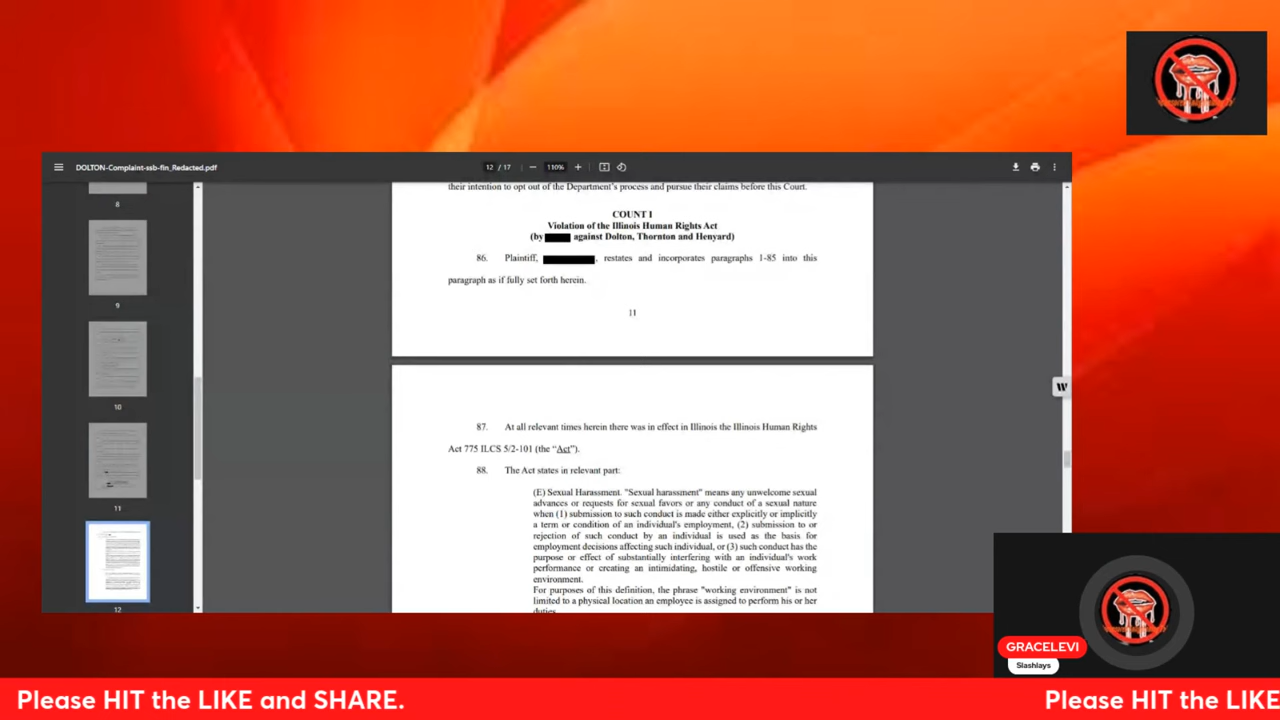 DOLTON-Complaint-ssb-fin_Redacted.pdf
12 / 17
110%
8
9
10
11
12
their intention to opt out of the Department's process and pursue their claims before this Court.
COUNT I
Violation of the Illinois Human Rights Act
(by against Dolton, Thornton and Henyard)
86. Plaintiff, , restates and incorporates paragraphs 1-85 into this
paragraph as if fully set forth herein.
11
87. At all relevant times herein there was in effect in Illinois the Illinois Human Rights
Act 775 ILCS 5/2-101 (the “Act”).
88. The Act states in relevant part:
(E) Sexual Harassment. "Sexual harassment" means any unwelcome sexual
advances or requests for sexual favors or any conduct of a sexual nature
when (1) submission to such conduct is made either explicitly or implicitly
a term or condition of an individual's employment, (2) submission to or
rejection of such conduct by an individual is used as the basis for
employment decisions affecting such individual, or (3) such conduct has the
purpose or effect of substantially interfering with an individual's work
performance or creating an intimidating, hostile or offensive working
environment.
For purposes of this definition, the phrase "working environment" is not
limited to a physical location an employee is assigned to perform his or her
duties.
W
GRACELEVI
Slashlays
Please HIT the LIKE and SHARE.
Please HIT the LIKE